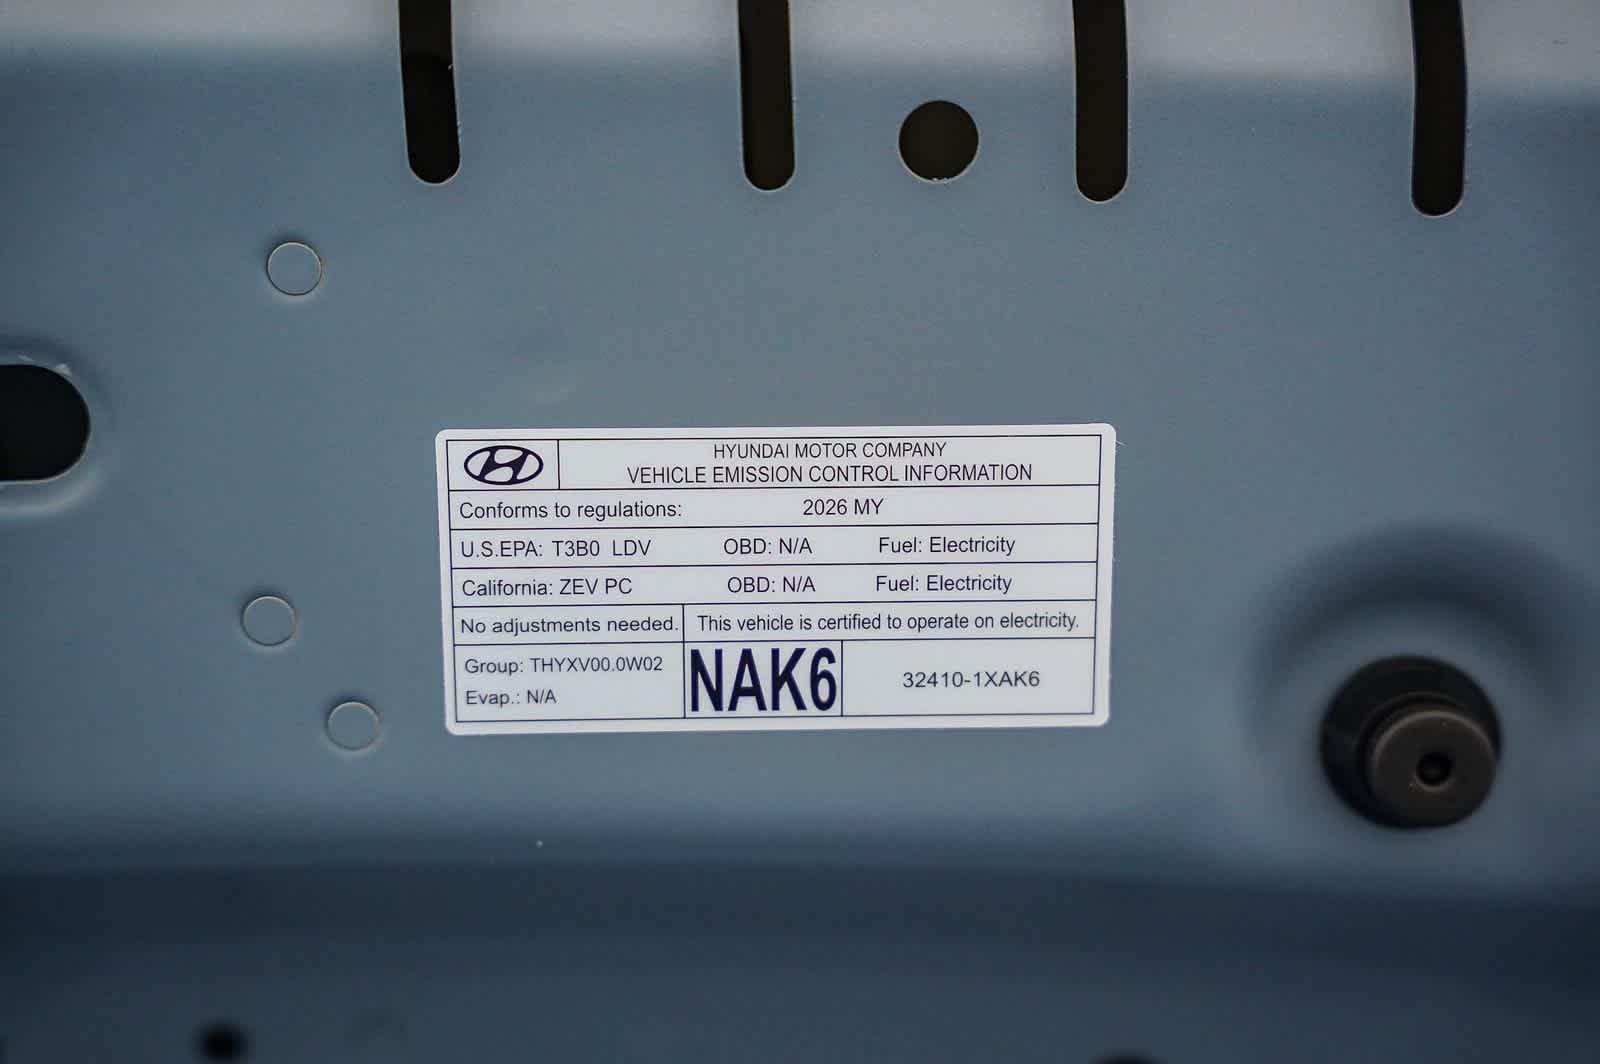 HYUNDAI MOTOR COMPANY
VEHICLE EMISSION CONTROL INFORMATION
Conforms to regulations: 2026 MY
U.S.EPA: T3B0 LDV OBD: N/A Fuel: Electricity
California: ZEV PC OBD: N/A Fuel: Electricity
No adjustments needed. This vehicle is certified to operate on electricity.
Group: THYXV00.0W02
Evap.: N/A
NAK6
32410-1XAK6